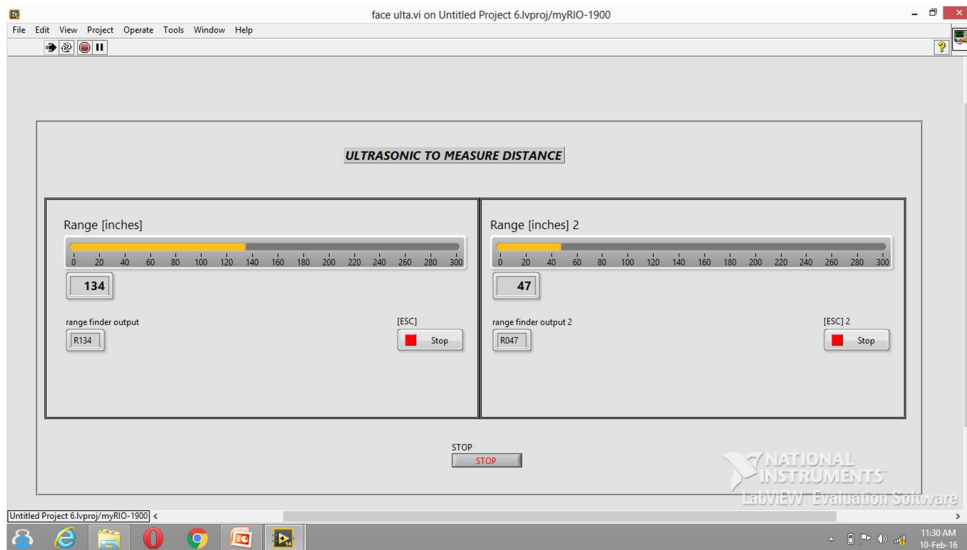 face ulta.vi on Untitled Project 6.lvproj/myRIO-1900
File Edit View Project Operate Tools Window Help
ULTRASONIC TO MEASURE DISTANCE
Range [inches]
0 20 40 60 80 100 120 140 160 180 200 220 240 260 280 300
134
range finder output
R134
[ESC]
Stop
Range [inches] 2
0 20 40 60 80 100 120 140 160 180 200 220 240 260 280 300
47
range finder output 2
R047
[ESC] 2
Stop
STOP
STOP
NATIONAL
INSTRUMENTS
LabVIEW Evaluation Software
Untitled Project 6.lvproj/myRIO-1900
11:30 AM
10-Feb-16